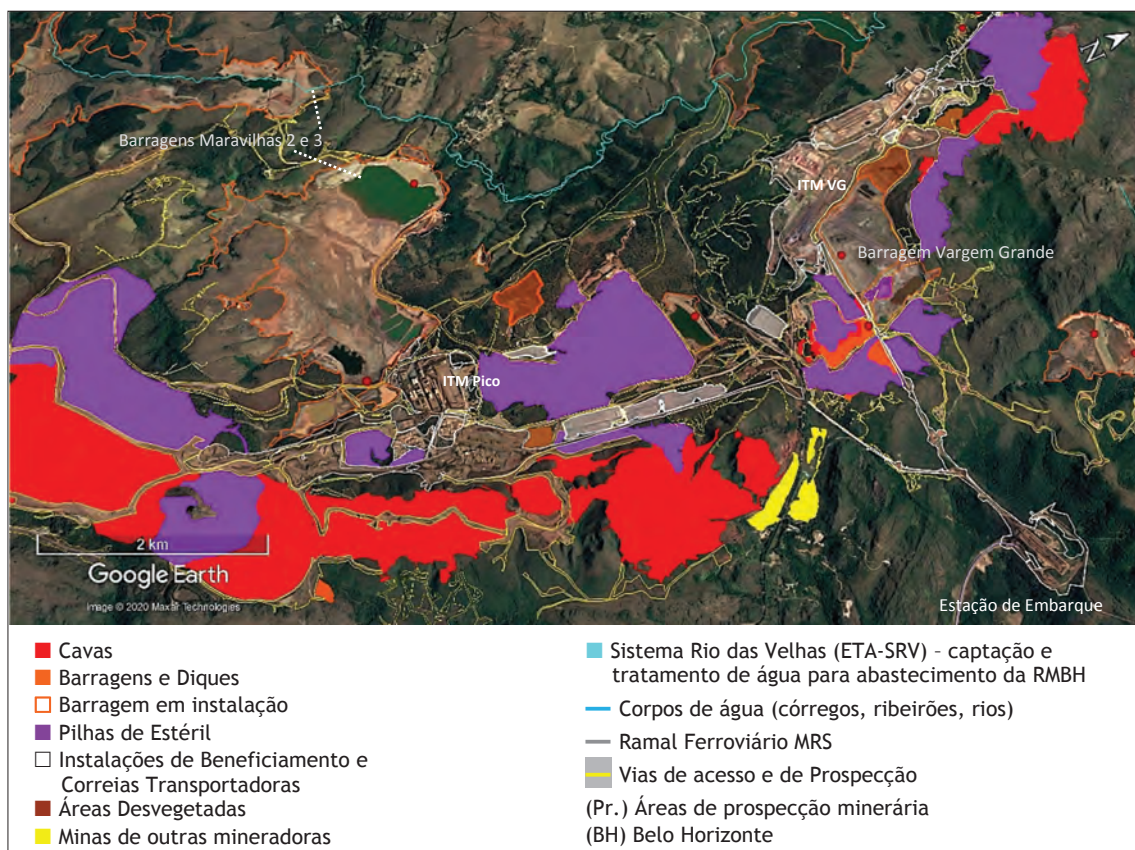 N
Barragens Maravilhas 2 e 3
ITM VG
Barragem Vargem Grande
ITM Pico
2 km
Google Earth
Image © 2020 Maxar Technologies
Estação de Embarque
Cavas
Barragens e Diques
Barragem em instalação
Pilhas de Estéril
Instalações de Beneficiamento e
Correias Transportadoras
Áreas Desvegetadas
Minas de outras mineradoras
Sistema Rio das Velhas (ETA-SRV) – captação e
tratamento de água para abastecimento da RMBH
Corpos de água (córregos, ribeirões, rios)
Ramal Ferroviário MRS
Vias de acesso e de Prospecção
(Pr.) Áreas de prospecção minerária
(BH) Belo Horizonte